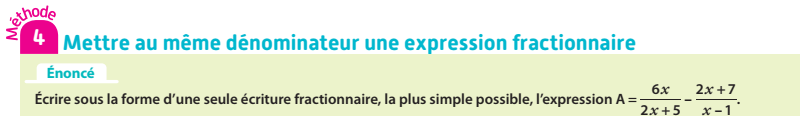 Méthode
4 Mettre au même dénominateur une expression fractionnaire
Énoncé
Écrire sous la forme d’une seule écriture fractionnaire, la plus simple possible, l’expression A = \frac{6x}{2x+5} – \frac{2x+7}{x–1}.